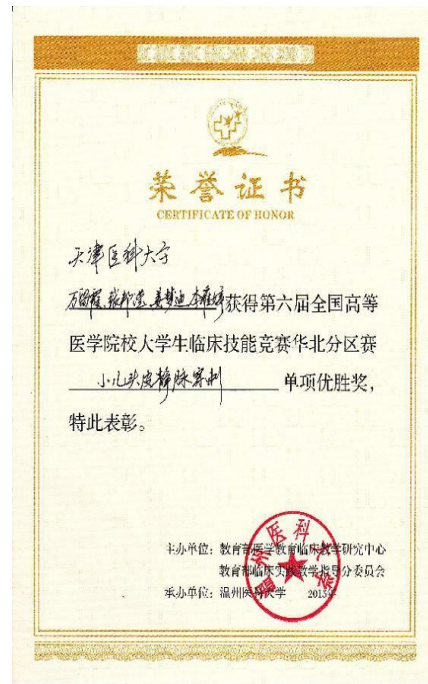 荣誉证书
CERTIFICATE OF HONOR
天津医科大学
获得第六届全国高等
医学院校大学生临床技能竞赛华北分区赛
小儿头皮静脉穿刺 单项优胜奖，
特此表彰。
主办单位：教育部医学教育临床教学研究中心
教育部临床实践教学指导分委员会
承办单位：温州医科大学 2015年